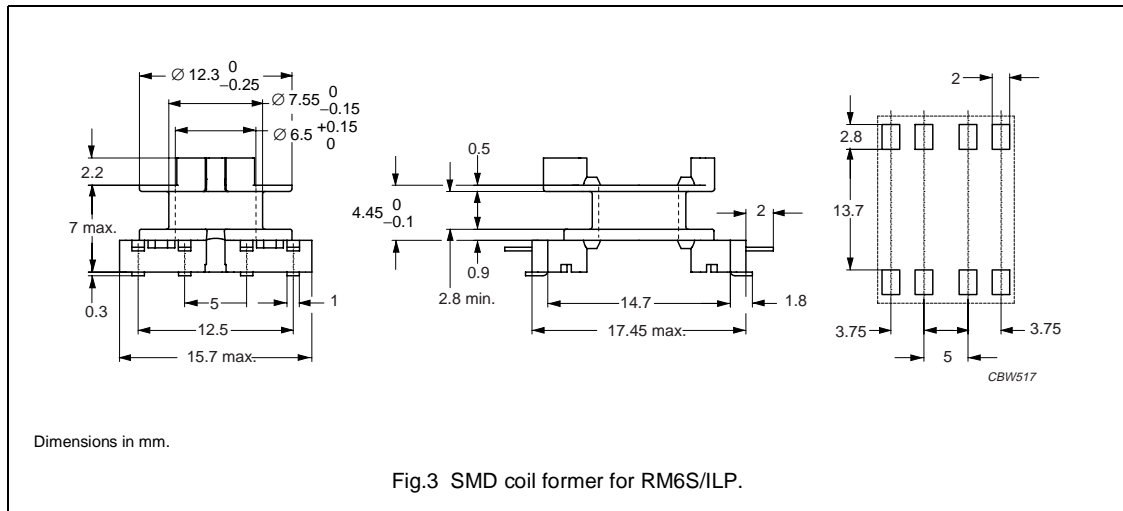 ∅ 12.3 0 −0.25
∅ 7.55 0 −0.15
∅ 6.5 +0.15 0
2.2
7 max.
0.3
5
1
12.5
15.7 max.
0.5
4.45 0 −0.1
2
0.9
2.8 min.
14.7
1.8
17.45 max.
2
2.8
13.7
3.75
3.75
5
CBW517
Dimensions in mm.
Fig.3 SMD coil former for RM6S/ILP.